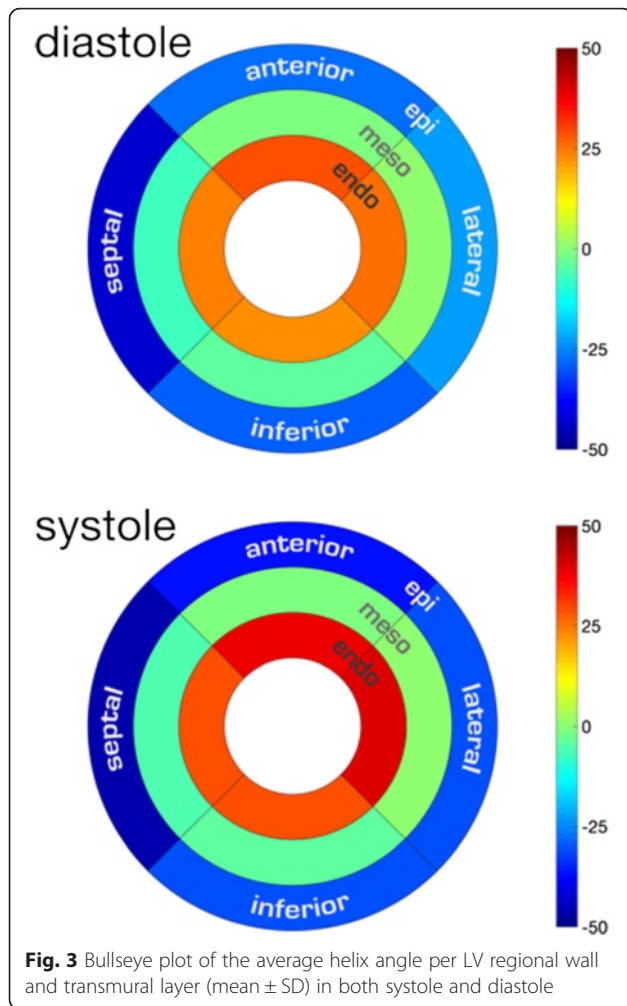 diastole
anterior
epi
meso
endo
septal
lateral
inferior
50
25
0
-25
-50
systole
anterior
epi
meso
endo
septal
lateral
inferior
50
25
0
-25
-50
Fig. 3 Bullseye plot of the average helix angle per LV regional wall
and transmural layer (mean ± SD) in both systole and diastole